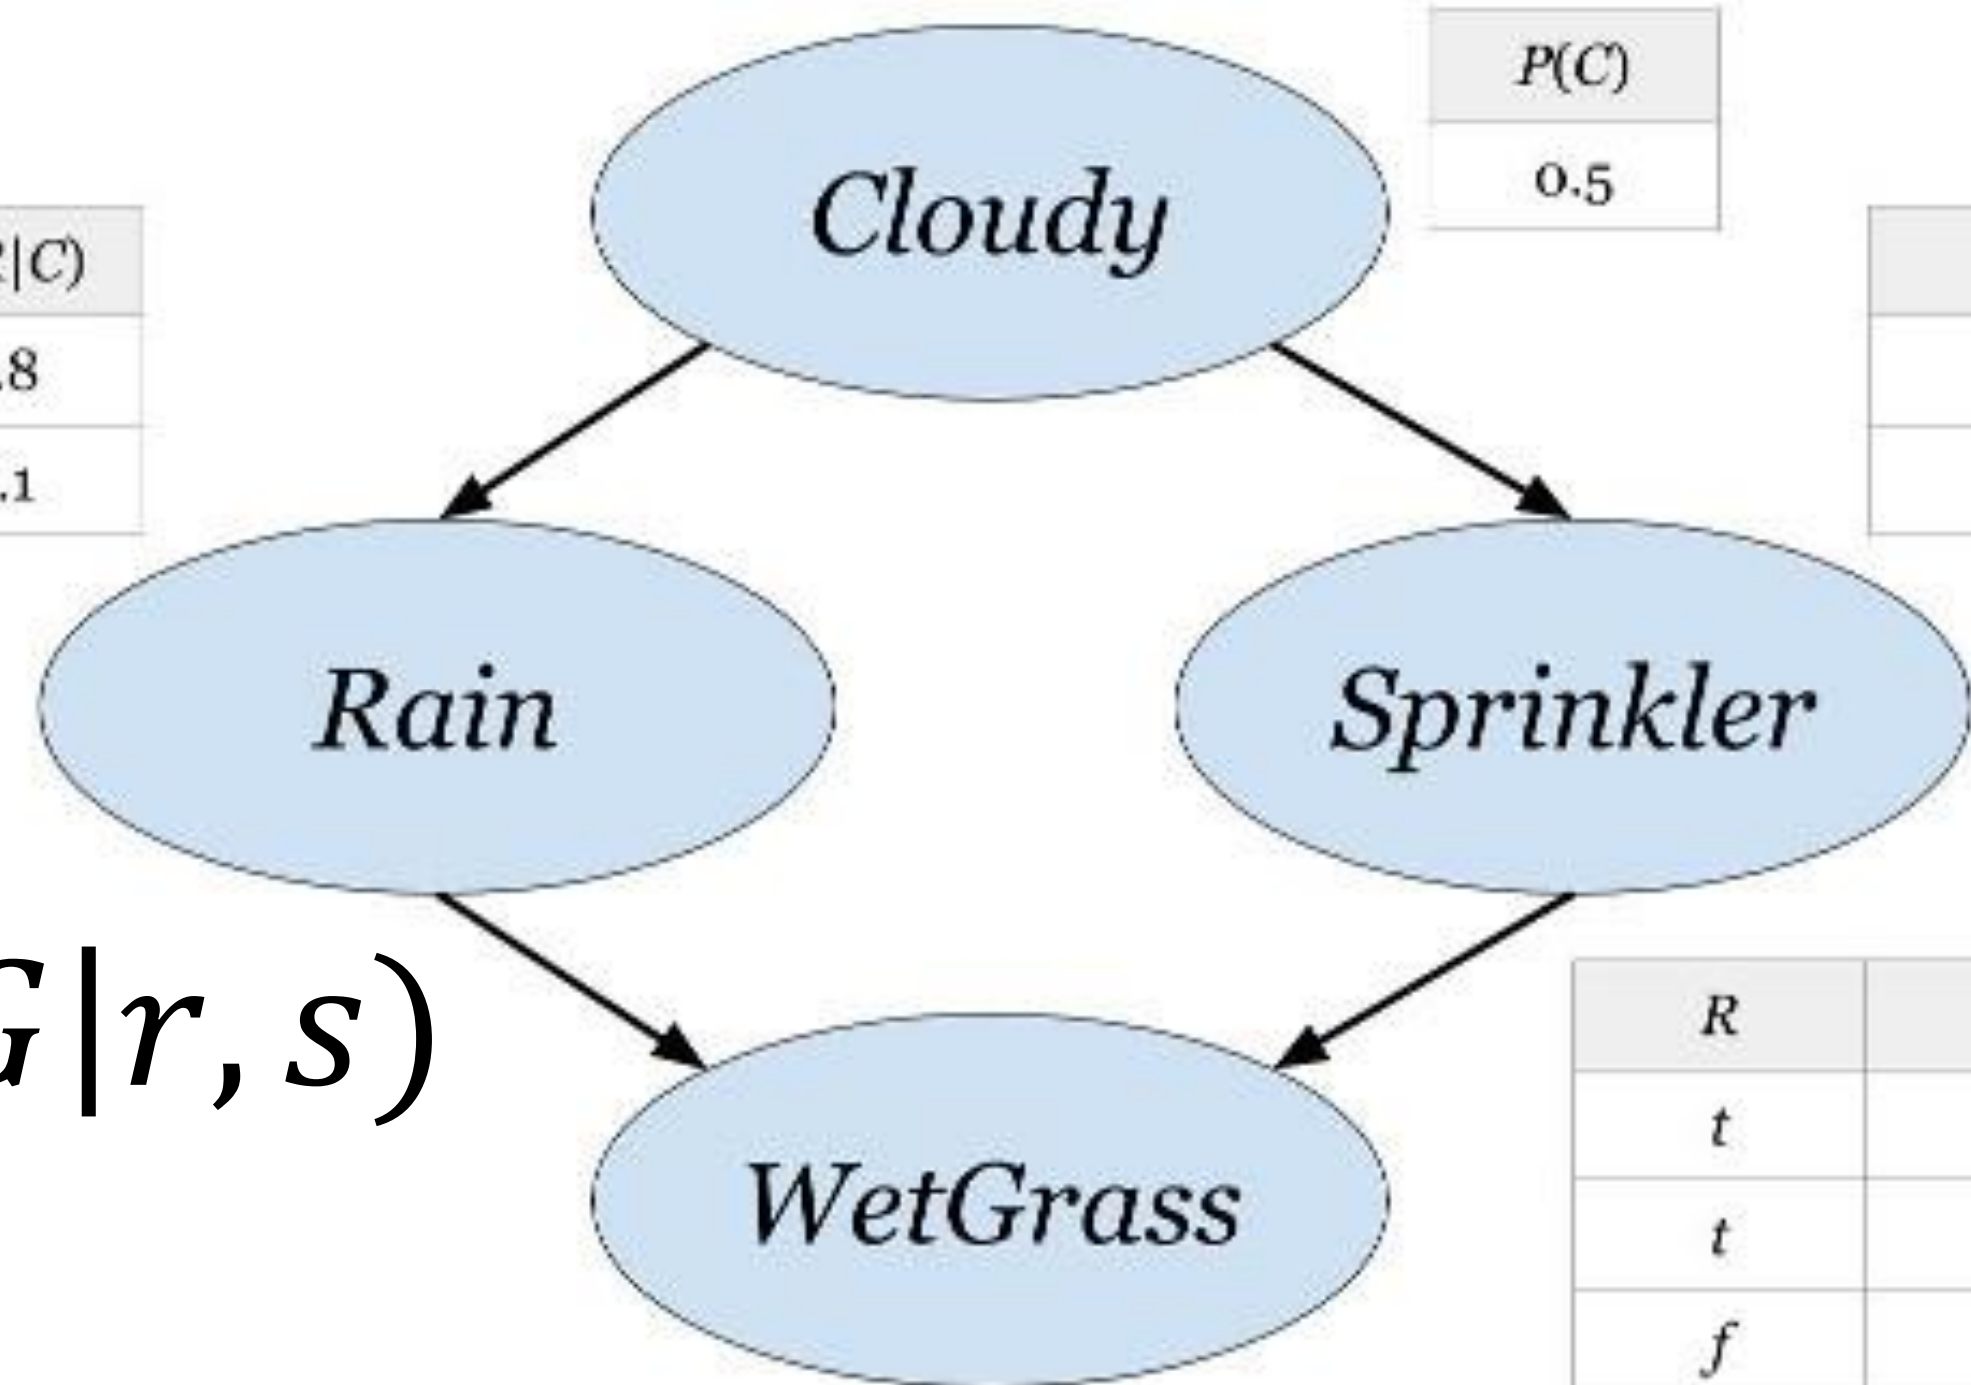 P(C)
0.5
Cloudy
|C)
.8
.1
Rain
Sprinkler
G|r, s)
WetGrass
R
t
t
f